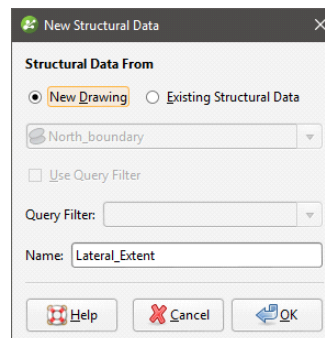 New Structural Data
Structural Data From
New Drawing Existing Structural Data
North_boundary
Use Query Filter
Query Filter:
Name: Lateral_Extent
Help Cancel OK